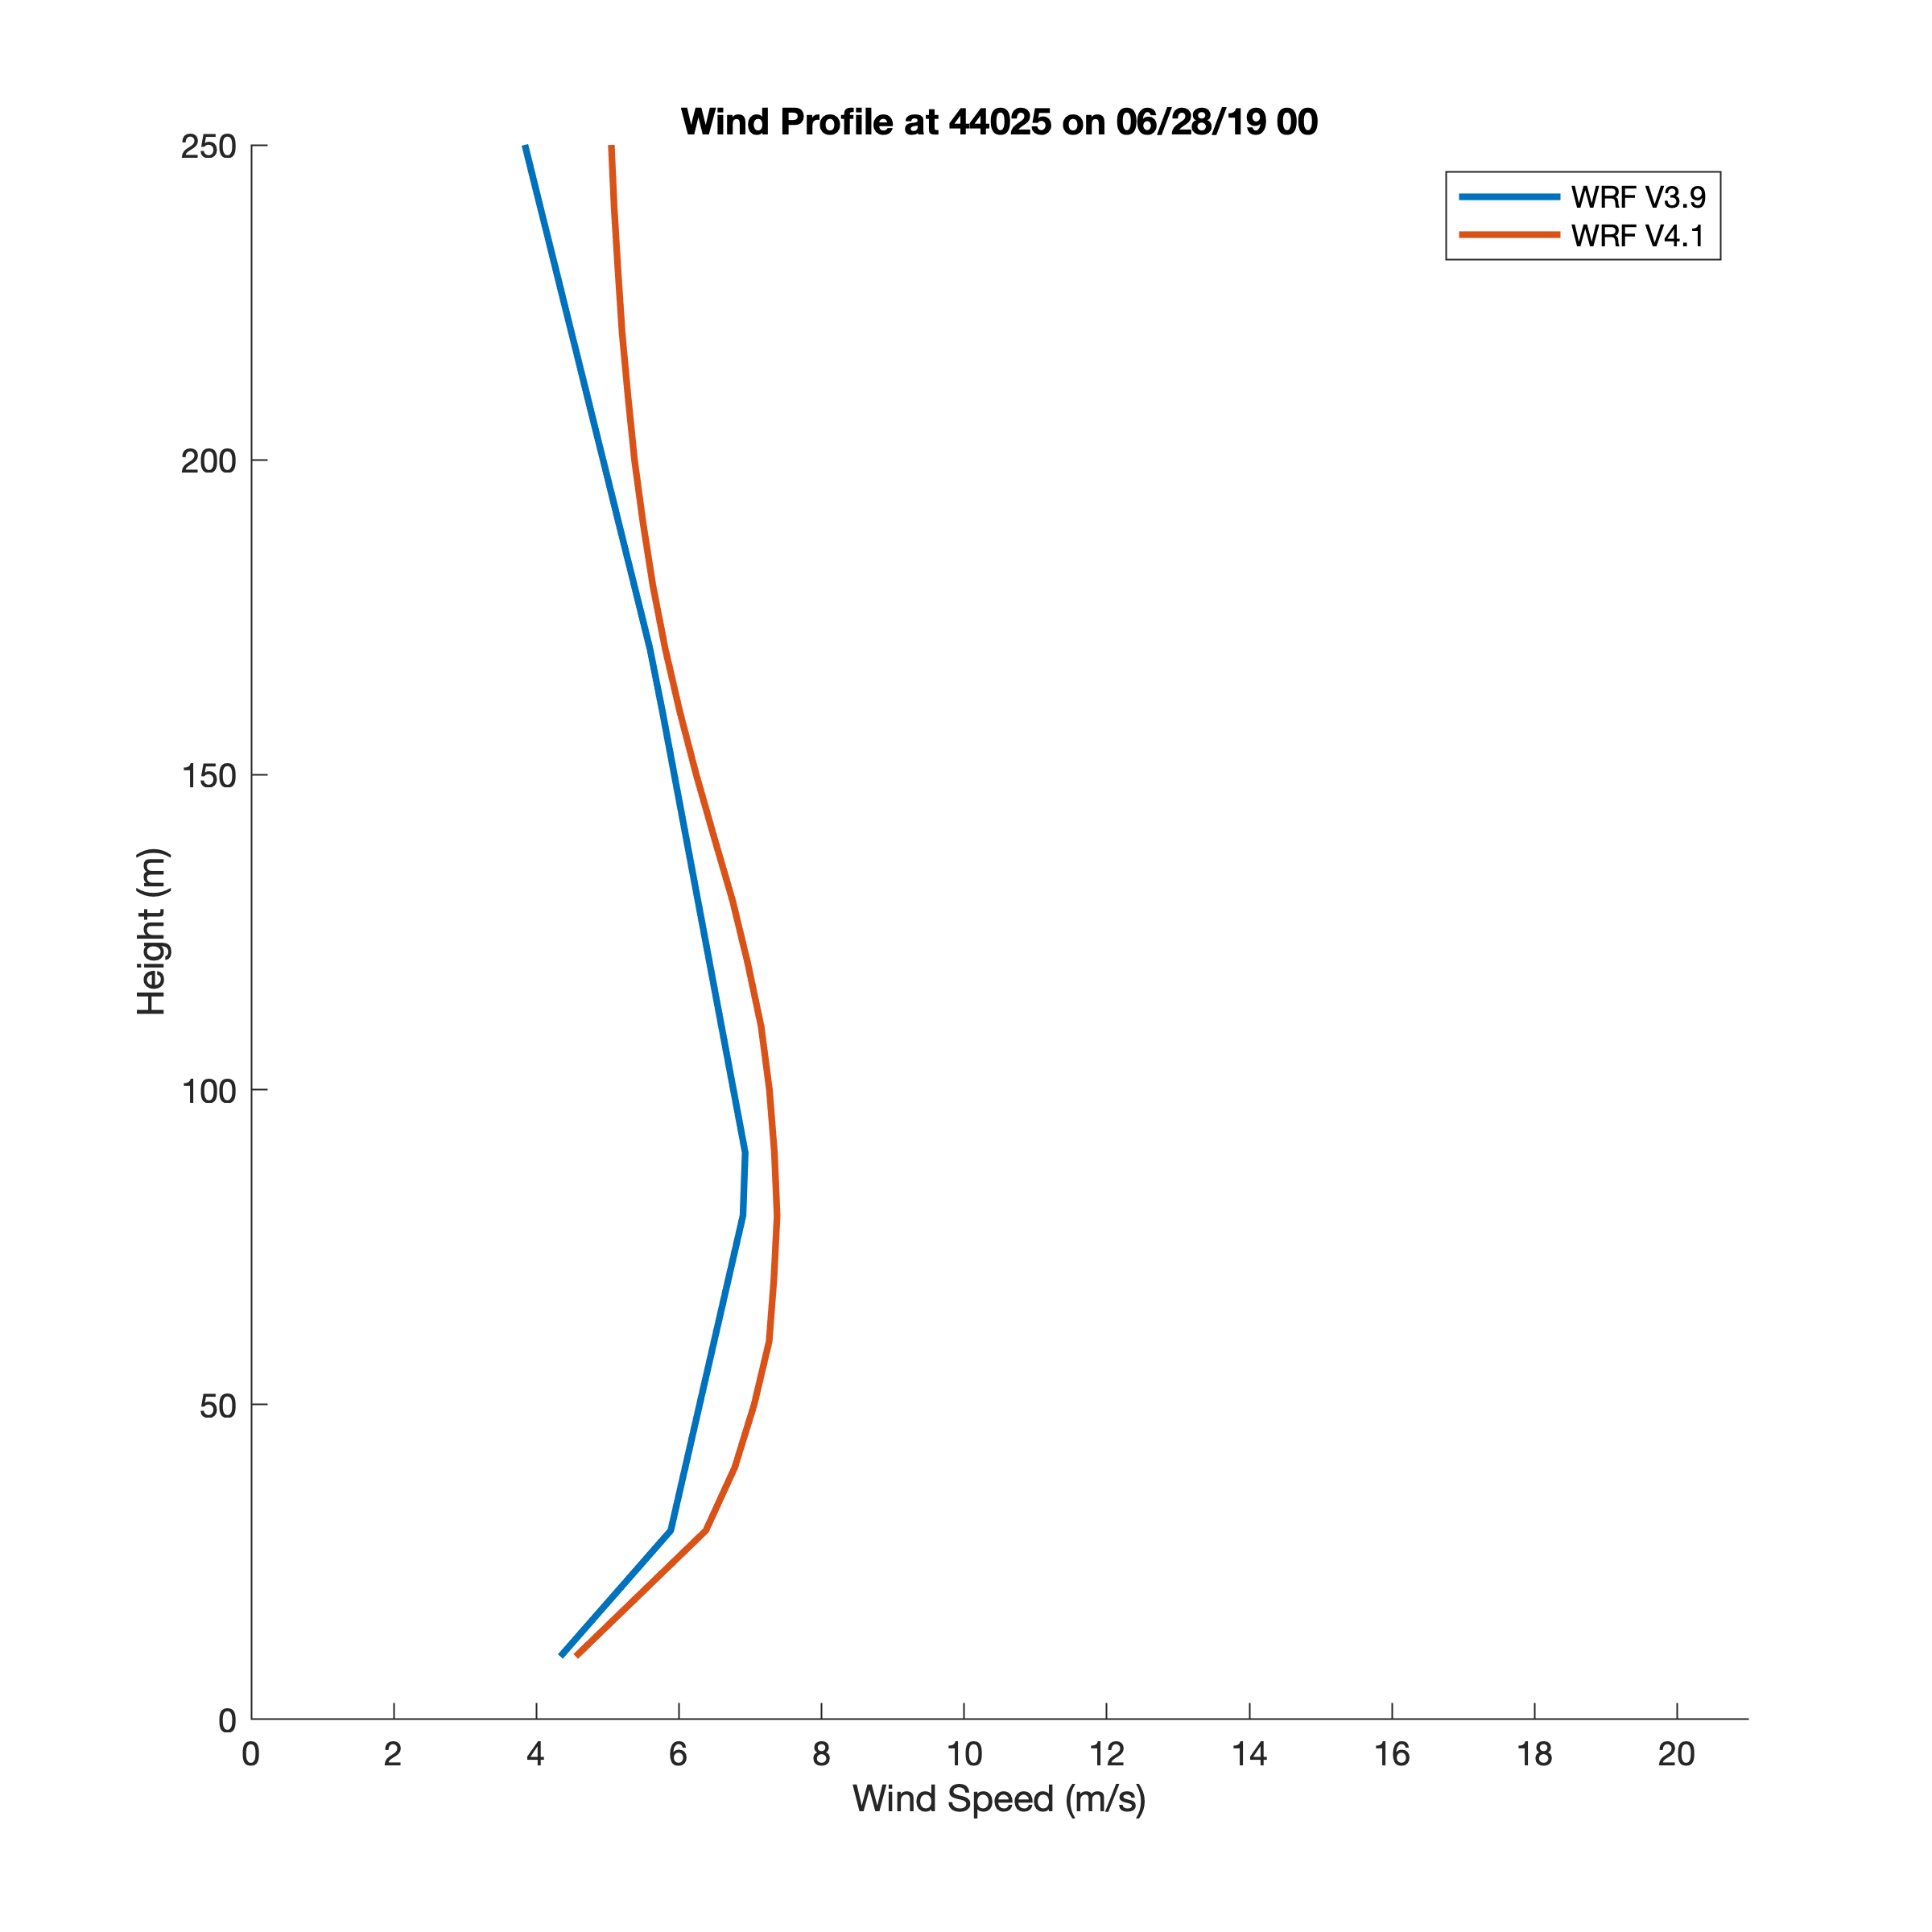 Wind Profile at 44025 on 06/28/19 00
WRF V3.9
WRF V4.1
250
200
150
100
50
0
Height (m)
0 2 4 6 8 10 12 14 16 18 20
Wind Speed (m/s)